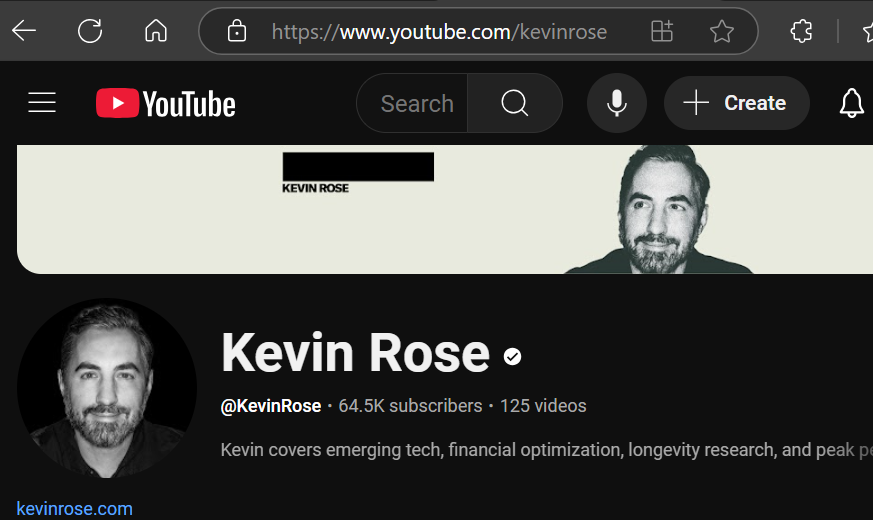 https://www.youtube.com/kevinrose
YouTube
Search
Create
KEVIN ROSE
Kevin Rose
@KevinRose • 64.5K subscribers • 125 videos
Kevin covers emerging tech, financial optimization, longevity research, and peak
kevinrose.com